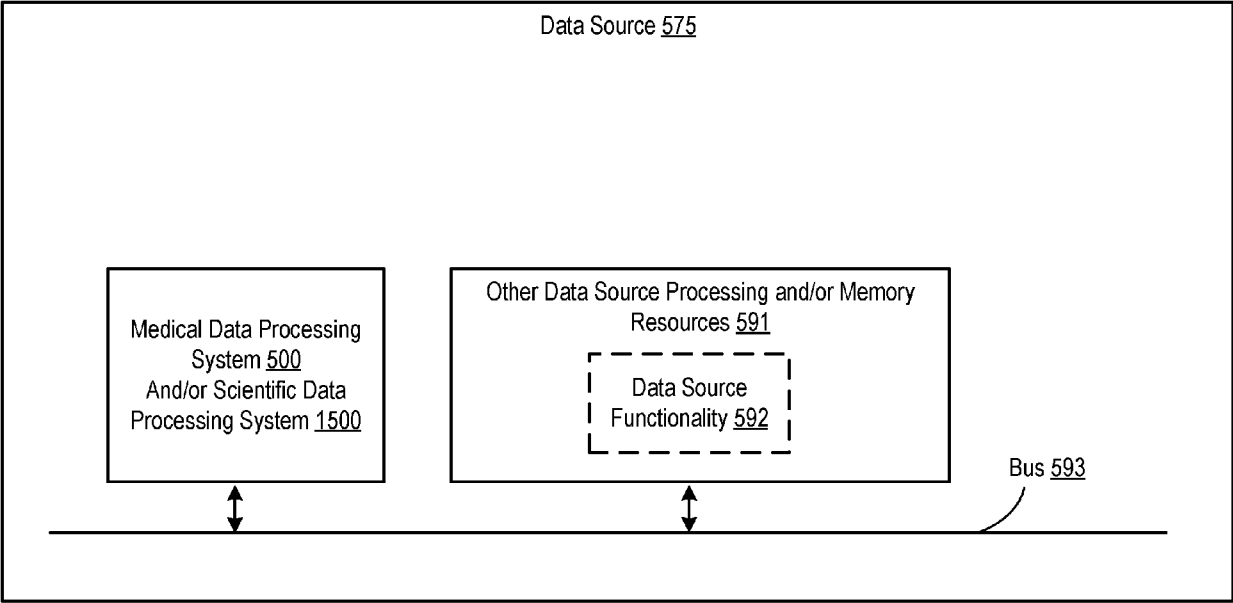 Data Source 575
Medical Data Processing
System 500
And/or Scientific Data
Processing System 1500
Other Data Source Processing and/or Memory
Resources 591
Data Source
Functionality 592
Bus 593